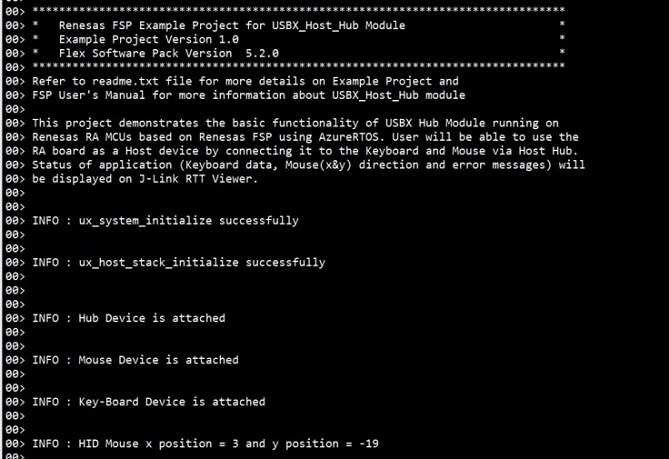 00> *******************************************************************************
00> *   Renesas FSP Example Project for USBX_Host_Hub Module                      *
00> *   Example Project Version 1.0                                               *
00> *   Flex Software Pack Version  5.2.0                                         *
00> *******************************************************************************
00> Refer to readme.txt file for more details on Example Project and
00> FSP User's Manual for more information about USBX_Host_Hub module
00>
00> This project demonstrates the basic functionality of USBX Hub Module running on
00> Renesas RA MCUs based on Renesas FSP using AzureRTOS. User will be able to use the
00> RA board as a Host device by connecting it to the Keyboard and Mouse via Host Hub.
00> Status of application (Keyboard data, Mouse(x&y) direction and error messages) will
00> be displayed on J-Link RTT Viewer.
00>
00>
00> INFO : ux_system_initialize successfully
00>
00>
00> INFO : ux_host_stack_initialize successfully
00>
00>
00>
00> INFO : Hub Device is attached
00>
00>
00> INFO : Mouse Device is attached
00>
00>
00> INFO : Key-Board Device is attached
00>
00>
00> INFO : HID Mouse x position = 3 and y position = -19
00>